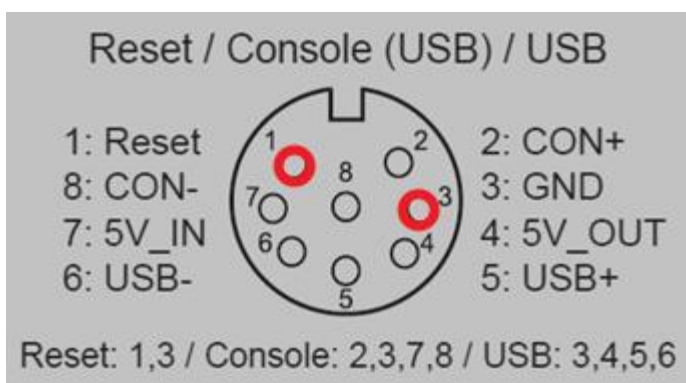 Reset / Console (USB) / USB
1: Reset
8: CON-
7: 5V_IN
6: USB-
1
2
8
7
3
6
4
5
2: CON+
3: GND
4: 5V_OUT
5: USB+
Reset: 1,3 / Console: 2,3,7,8 / USB: 3,4,5,6